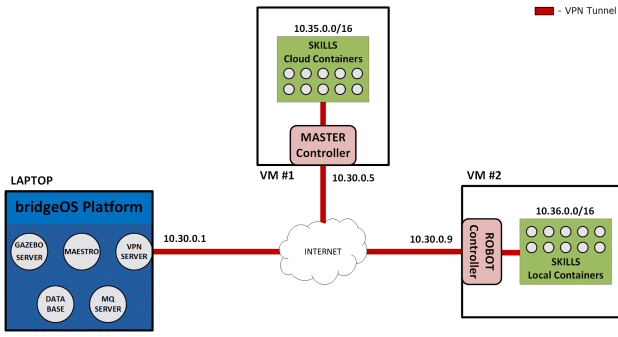 - VPN Tunnel
10.35.0.0/16
SKILLS
Cloud Containers
MASTER
Controller
VM #1
10.30.0.5
LAPTOP
bridgeOS Platform
GAZEBO
SERVER
MAESTRO
VPN
SERVER
DATA
BASE
MQ
SERVER
10.30.0.1
INTERNET
10.30.0.9
VM #2
ROBOT
Controller
10.36.0.0/16
SKILLS
Local Containers